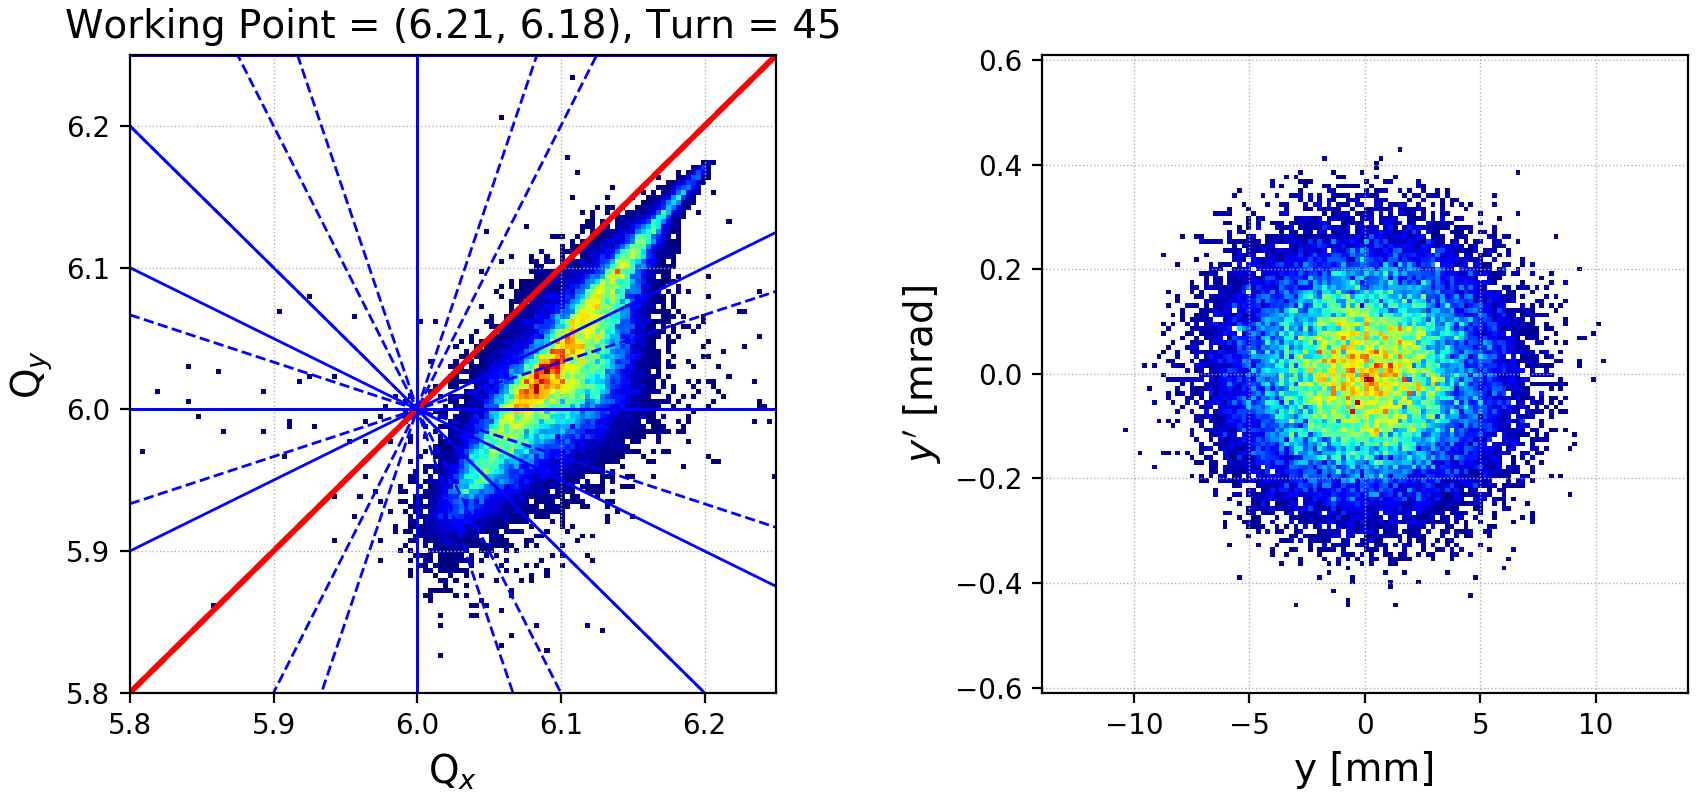 Working Point = (6.21, 6.18), Turn = 45
6.2
6.1
6.0
5.9
5.8
Q_y
5.8 5.9 6.0 6.1 6.2
Q_x
0.6
0.4
0.2
0.0
−0.2
−0.4
−0.6
y′ [mrad]
−10 −5 0 5 10
y [mm]